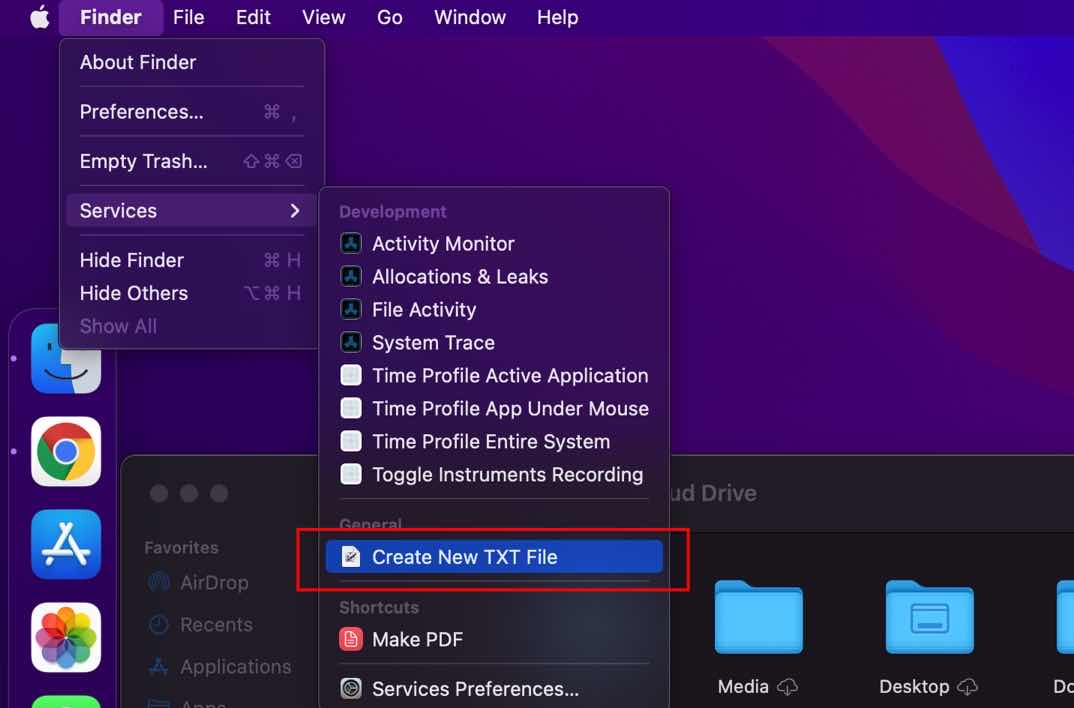 Finder File Edit View Go Window Help
About Finder
Preferences... ⌘ ,
Empty Trash... ⇧⌘⌫
Services >
Hide Finder ⌘ H
Hide Others ⌥⌘ H
Show All
Development
Activity Monitor
Allocations & Leaks
File Activity
System Trace
Time Profile Active Application
Time Profile App Under Mouse
Time Profile Entire System
Toggle Instruments Recording
General
Create New TXT File
Shortcuts
Make PDF
Services Preferences...
ud Drive
Favorites
AirDrop
Recents
Applications
Apps
Media
Desktop
Do